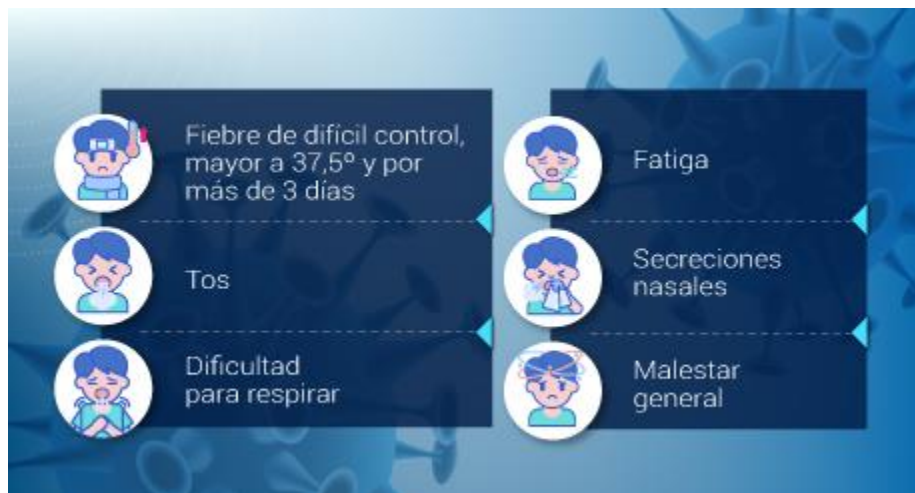 Fiebre de difícil control,
mayor a 37,5º y por
más de 3 días
Tos
Dificultad
para respirar
Fatiga
Secreciones
nasales
Malestar
general